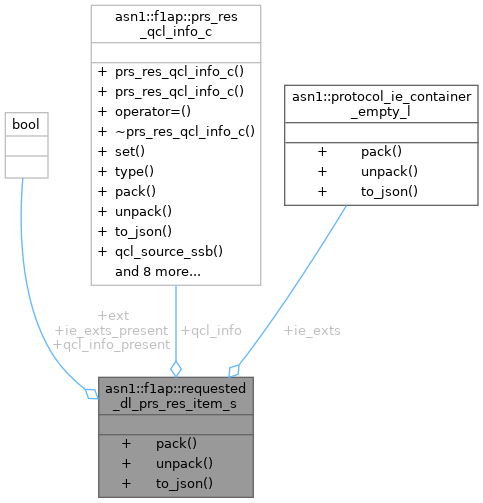 asn1::f1ap::prs_res
_qcl_info_c
+ prs_res_qcl_info_c()
+ prs_res_qcl_info_c()
+ operator=()
+ ~prs_res_qcl_info_c()
+ set()
+ type()
+ pack()
+ unpack()
+ to_json()
+ qcl_source_ssb()
and 8 more...
asn1::protocol_ie_container
_empty_l
+ pack()
+ unpack()
+ to_json()
bool
+ext
+ie_exts_present
+qcl_info_present
+qcl_info
+ie_exts
asn1::f1ap::requested
_dl_prs_res_item_s
+ pack()
+ unpack()
+ to_json()